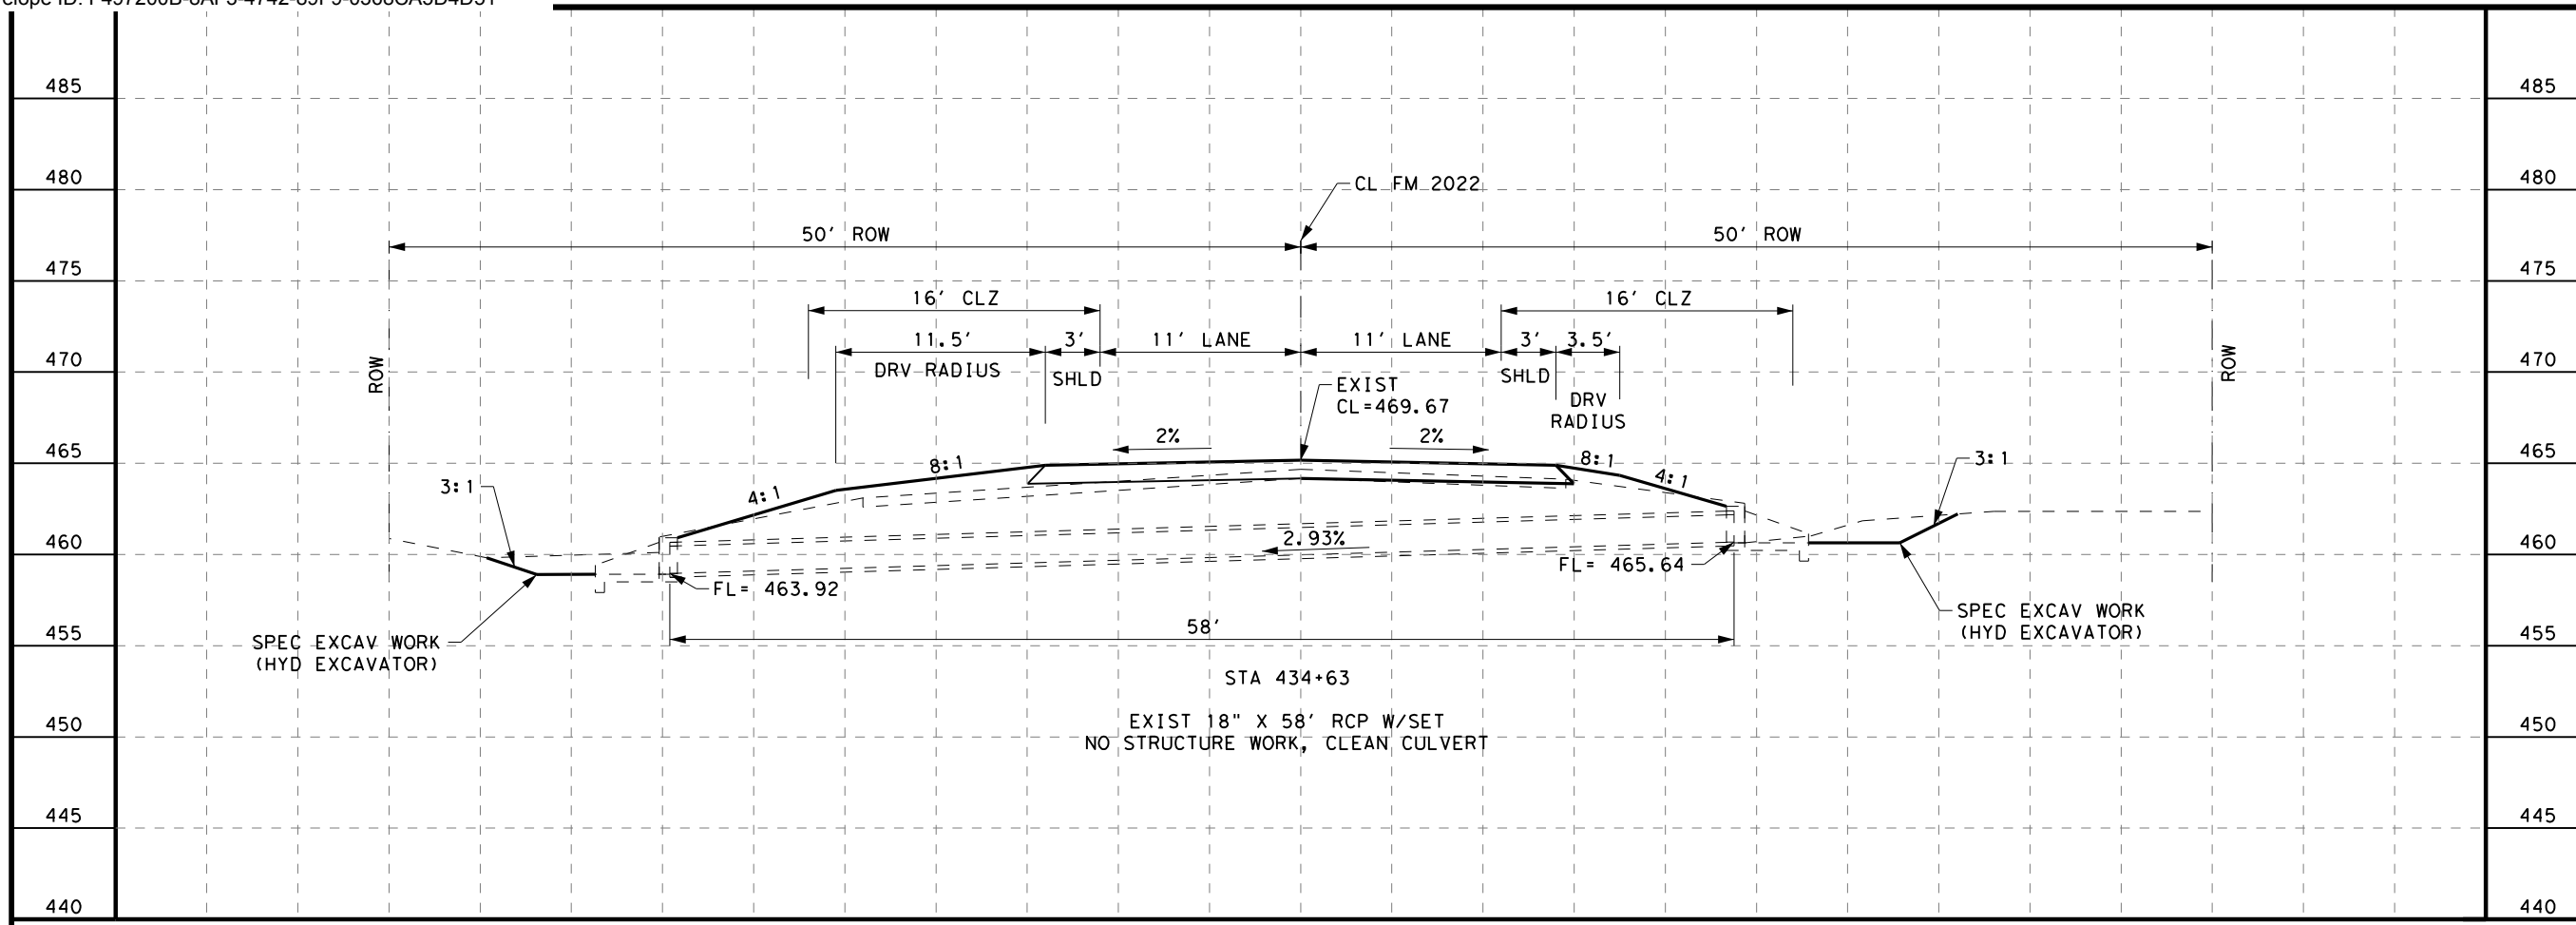 485 485
480 CL FM 2022 480
50' ROW 50' ROW
475 475
16' CLZ 16' CLZ
11.5' 3' 11' LANE 11' LANE 3' 3.5'
470 ROW DRV RADIUS SHLD SHLD ROW 470
EXIST
CL=469.67
DRV
RADIUS
465 2% 2% 465
8:1 8:1
3:1 4:1 4:1 3:1
460 2.93% 460
FL= 463.92 FL= 465.64
SPEC EXCAV WORK
(HYD EXCAVATOR)
SPEC EXCAV WORK
(HYD EXCAVATOR)
455 58' 455
STA 434+63
450 EXIST 18" X 58' RCP W/SET 450
NO STRUCTURE WORK, CLEAN CULVERT
445 445
440 440